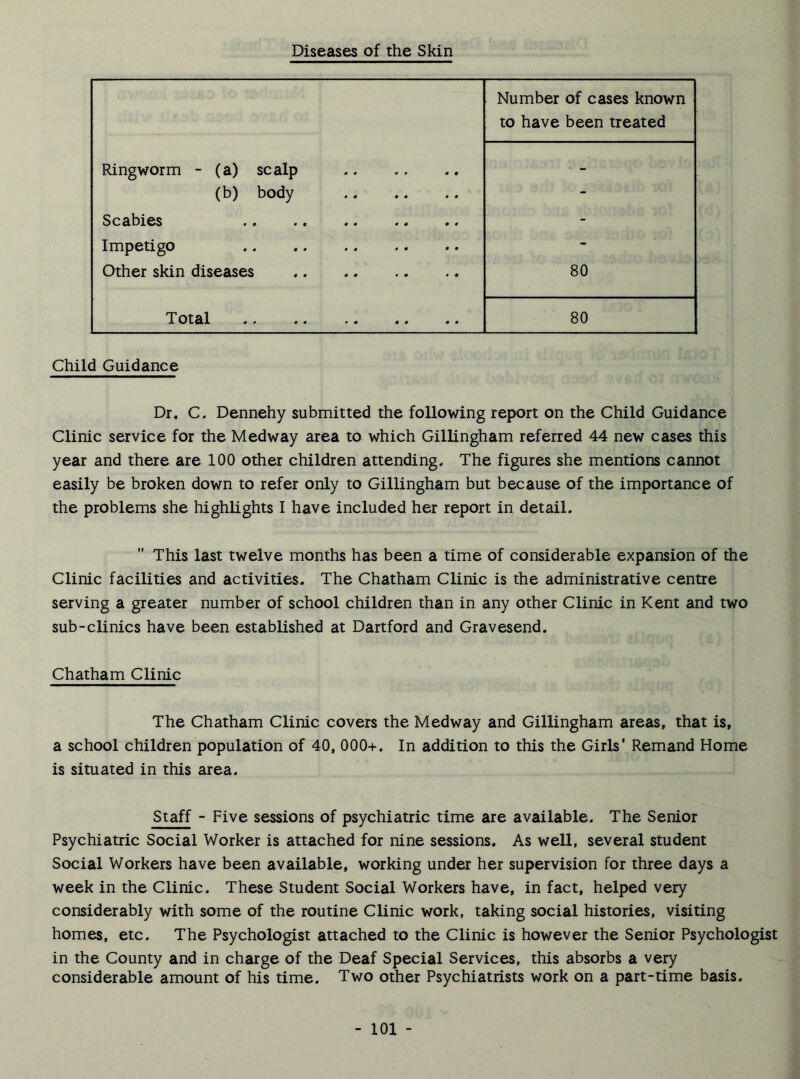 Diseases of the Skin
Number of cases known
to have been treated
Ringworm - (a) scalp .. .. .. -
(b) body .. .. .. -
Scabies .. .. .. .. .. -
Impetigo .. .. .. .. .. -
Other skin diseases .. .. .. .. 80
Total .. .. .. .. .. 80
Child Guidance
Dr. C. Dennehy submitted the following report on the Child Guidance
Clinic service for the Medway area to which Gillingham referred 44 new cases this
year and there are 100 other children attending. The figures she mentions cannot
easily be broken down to refer only to Gillingham but because of the importance of
the problems she highlights I have included her report in detail.
" This last twelve months has been a time of considerable expansion of the
Clinic facilities and activities. The Chatham Clinic is the administrative centre
serving a greater number of school children than in any other Clinic in Kent and two
sub-clinics have been established at Dartford and Gravesend.
Chatham Clinic
The Chatham Clinic covers the Medway and Gillingham areas, that is,
a school children population of 40, 000+. In addition to this the Girls' Remand Home
is situated in this area.
Staff - Five sessions of psychiatric time are available. The Senior
Psychiatric Social Worker is attached for nine sessions. As well, several student
Social Workers have been available, working under her supervision for three days a
week in the Clinic. These Student Social Workers have, in fact, helped very
considerably with some of the routine Clinic work, taking social histories, visiting
homes, etc. The Psychologist attached to the Clinic is however the Senior Psychologist
in the County and in charge of the Deaf Special Services, this absorbs a very
considerable amount of his time. Two other Psychiatrists work on a part-time basis.
- 101 -